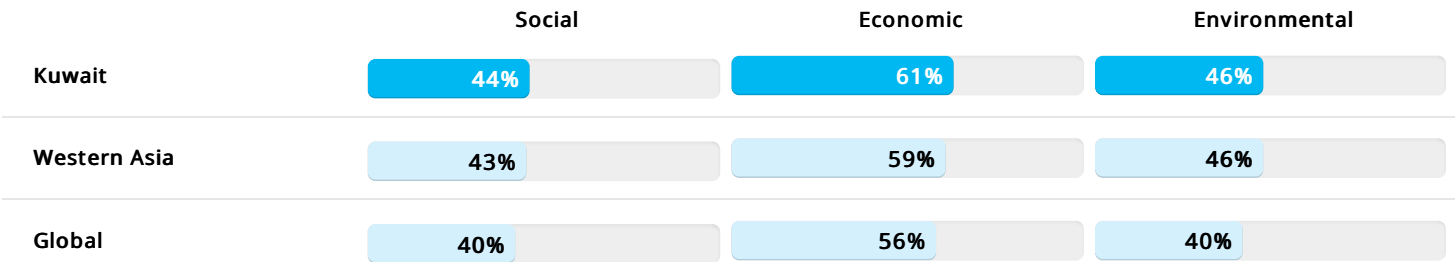 Social Economic Environmental
Kuwait 44% 61% 46%
Western Asia 43% 59% 46%
Global 40% 56% 40%